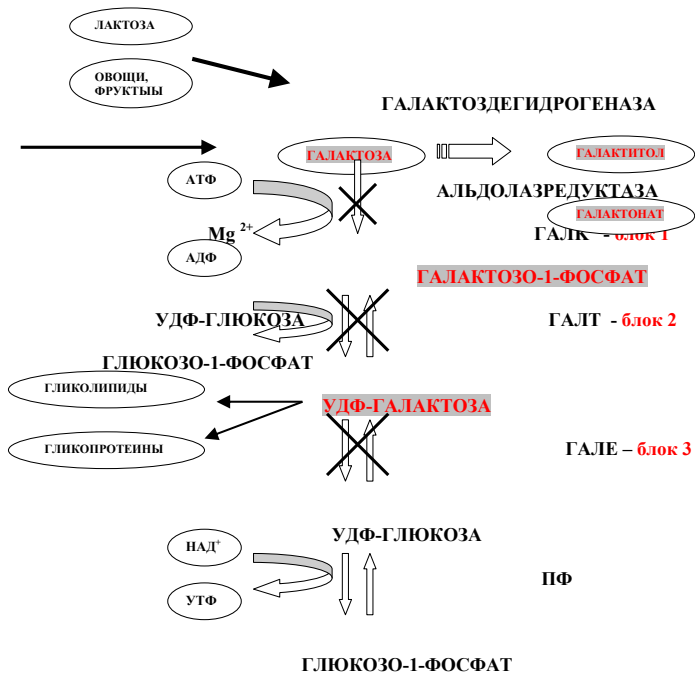 ЛАКТОЗА
ОВОЩИ,
ФРУКТЫЫ
ГАЛАКТОЗДЕГИДРОГЕНАЗА
ГАЛАКТОЗА
ГАЛАКТИТОЛ
АТФ
АЛЬДОЛАЗРЕДУКТАЗА
ГАЛАКТОНАТ
Mg 2+
ГАЛК - блок 1
АДФ
ГАЛАКТОЗО-1-ФОСФАТ
УДФ-ГЛЮКОЗА
ГАЛТ - блок 2
ГЛЮКОЗО-1-ФОСФАТ
ГЛИКОЛИПИДЫ
УДФ-ГАЛАКТОЗА
ГЛИКОПРОТЕИНЫ
ГАЛЕ – блок 3
УДФ-ГЛЮКОЗА
НАД+
ПФ
УТФ
ГЛЮКОЗО-1-ФОСФАТ